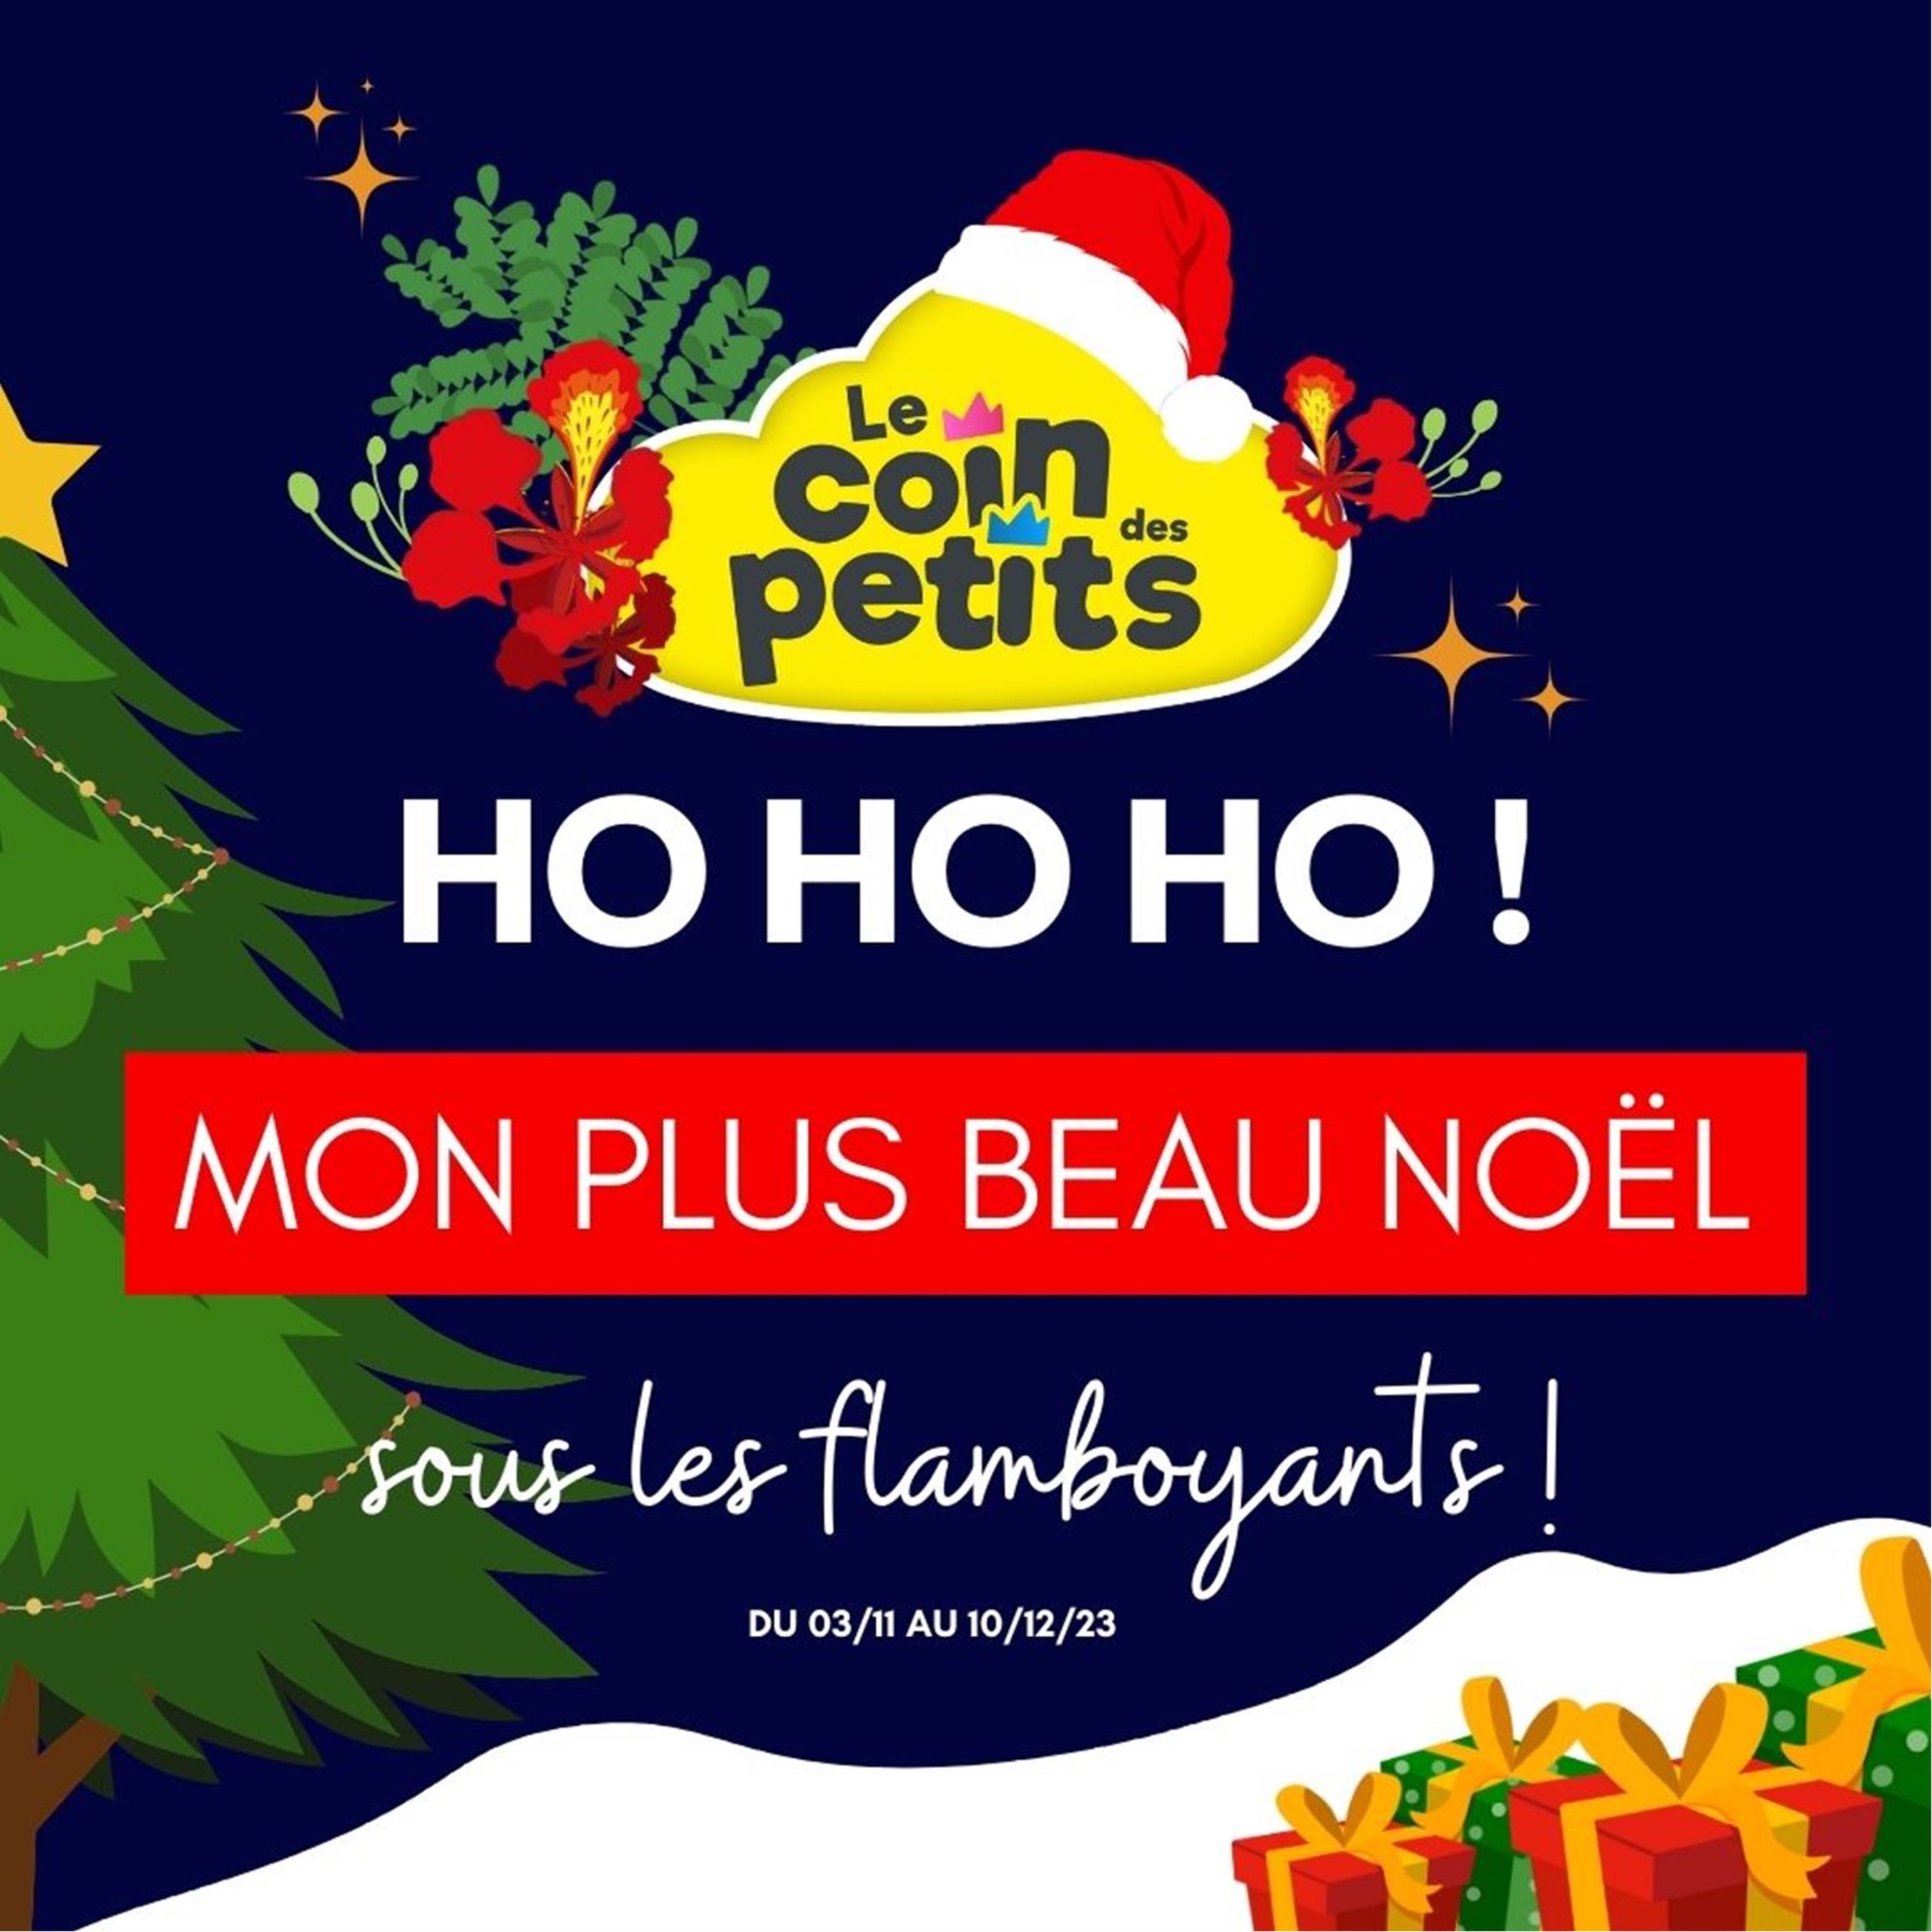 Le
coin des
petits
HO HO HO !
MON PLUS BEAU NOËL
sous les flamboyants !
DU 03/11 AU 10/12/23